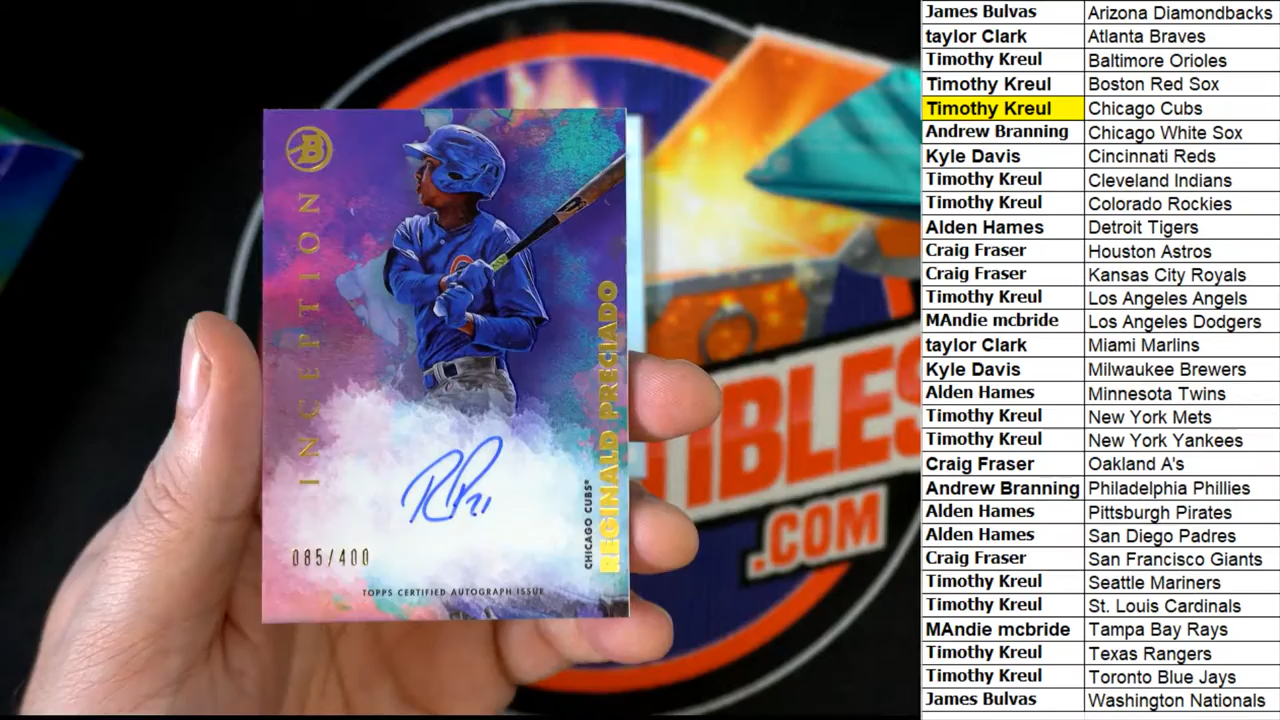 INCEPTION
REGINALD PRECIADO
CHICAGO CUBS®
085/400
TOPPS CERTIFIED AUTOGRAPH ISSUE
TIBLES
.COM
James Bulvas Arizona Diamondbacks
taylor Clark Atlanta Braves
Timothy Kreul Baltimore Orioles
Timothy Kreul Boston Red Sox
Timothy Kreul Chicago Cubs
Andrew Branning Chicago White Sox
Kyle Davis Cincinnati Reds
Timothy Kreul Cleveland Indians
Timothy Kreul Colorado Rockies
Alden Hames Detroit Tigers
Craig Fraser Houston Astros
Craig Fraser Kansas City Royals
Timothy Kreul Los Angeles Angels
MAndie mcbride Los Angeles Dodgers
taylor Clark Miami Marlins
Kyle Davis Milwaukee Brewers
Alden Hames Minnesota Twins
Timothy Kreul New York Mets
Timothy Kreul New York Yankees
Craig Fraser Oakland A's
Andrew Branning Philadelphia Phillies
Alden Hames Pittsburgh Pirates
Alden Hames San Diego Padres
Craig Fraser San Francisco Giants
Timothy Kreul Seattle Mariners
Timothy Kreul St. Louis Cardinals
MAndie mcbride Tampa Bay Rays
Timothy Kreul Texas Rangers
Timothy Kreul Toronto Blue Jays
James Bulvas Washington Nationals